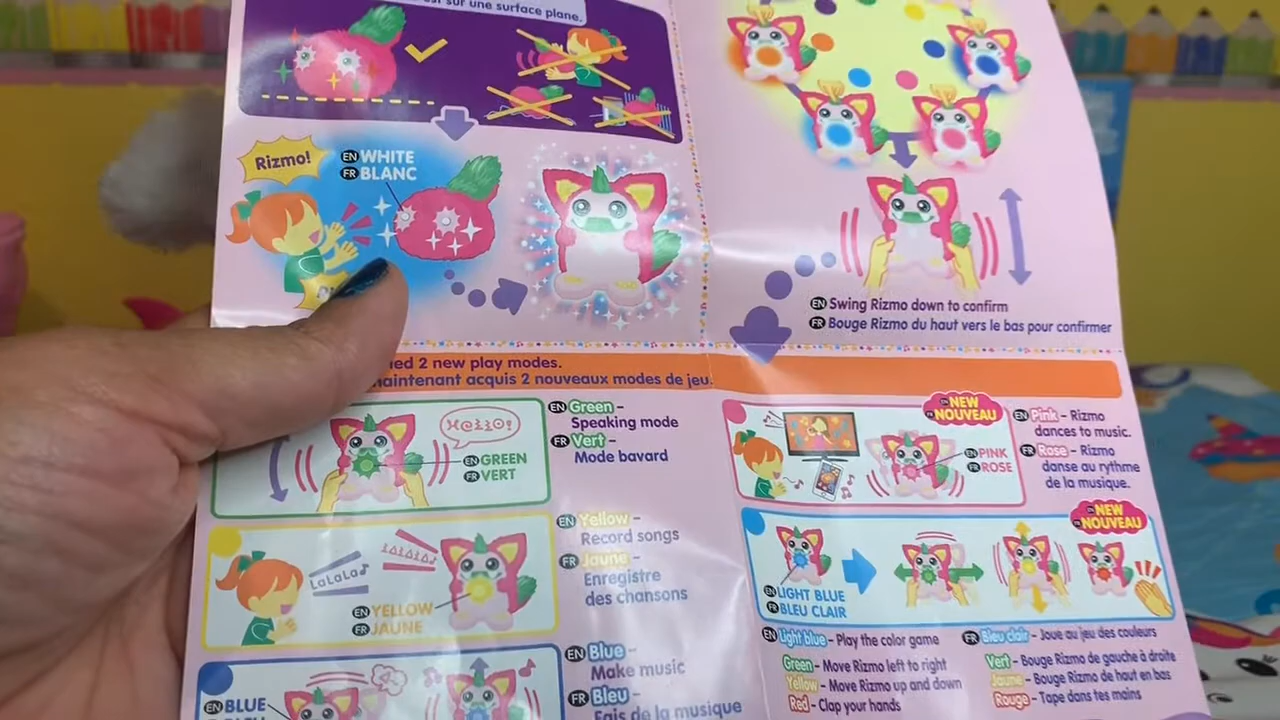 est sur une surface plane.
Rizmo!
EN WHITE
FR BLANC
EN Swing Rizmo down to confirm
FR Bouge Rizmo du haut vers le bas pour confirmer
2 new play modes.
maintenant acquis 2 nouveaux modes de jeu.
EN GREEN
FR VERT
EN Green –
Speaking mode
FR Vert –
Mode bavard
LaLaLa♪
EN YELLOW
FR JAUNE
EN Yellow –
Record songs
FR Jaune –
Enregistre
des chansons
EN BLUE
EN Blue –
Make music
FR Bleu –
Fais de la musique
EN NEW
FR NOUVEAU
EN PINK
FR ROSE
EN Pink – Rizmo
dances to music.
FR Rose – Rizmo
danse au rythme
de la musique.
EN NEW
FR NOUVEAU
EN LIGHT BLUE
FR BLEU CLAIR
EN Light blue – Play the color game
Green – Move Rizmo left to right
Yellow – Move Rizmo up and down
Red – Clap your hands
FR Bleu clair – Joue au jeu des couleurs
Vert – Bouge Rizmo de gauche à droite
Jaune – Bouge Rizmo de haut en bas
Rouge – Tape dans tes mains